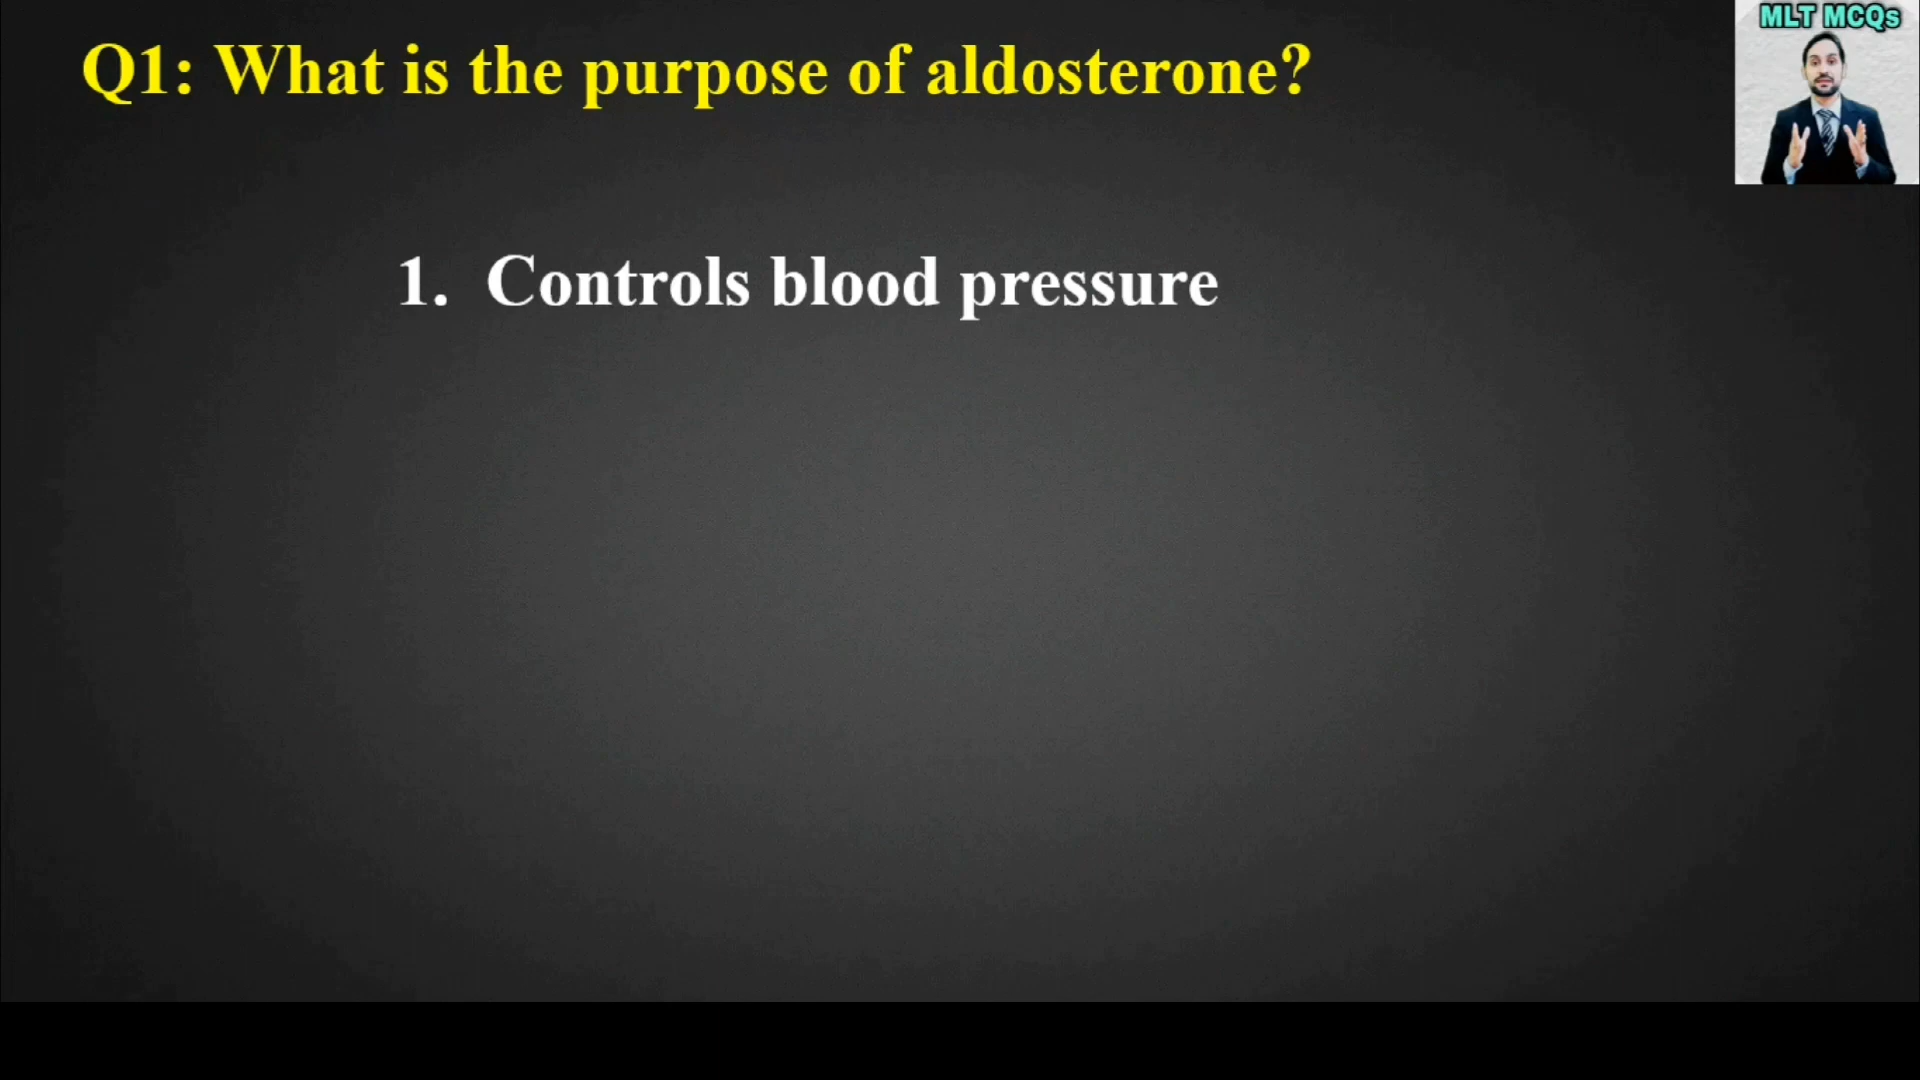 MLT MCQs
Q1: What is the purpose of aldosterone?
1. Controls blood pressure